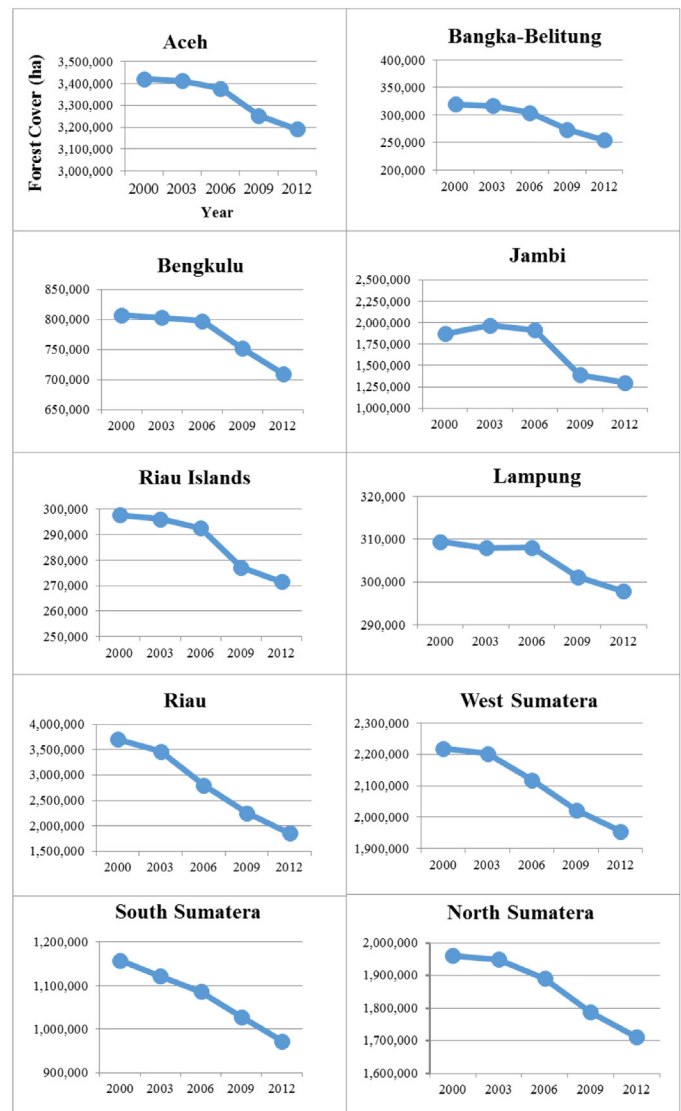 Aceh
Forest Cover (ha)
3,500,000
3,400,000
3,300,000
3,200,000
3,100,000
3,000,000
2000 2003 2006 2009 2012
Year
Bangka-Belitung
400,000
350,000
300,000
250,000
200,000
2000 2003 2006 2009 2012
Bengkulu
850,000
800,000
750,000
700,000
650,000
2000 2003 2006 2009 2012
Jambi
2,500,000
2,250,000
2,000,000
1,750,000
1,500,000
1,250,000
1,000,000
2000 2003 2006 2009 2012
Riau Islands
300,000
290,000
280,000
270,000
260,000
250,000
2000 2003 2006 2009 2012
Lampung
320,000
310,000
300,000
290,000
2000 2003 2006 2009 2012
Riau
4,000,000
3,500,000
3,000,000
2,500,000
2,000,000
1,500,000
2000 2003 2006 2009 2012
West Sumatera
2,300,000
2,200,000
2,100,000
2,000,000
1,900,000
2000 2003 2006 2009 2012
South Sumatera
1,200,000
1,100,000
1,000,000
900,000
2000 2003 2006 2009 2012
North Sumatera
2,000,000
1,900,000
1,800,000
1,700,000
1,600,000
2000 2003 2006 2009 2012